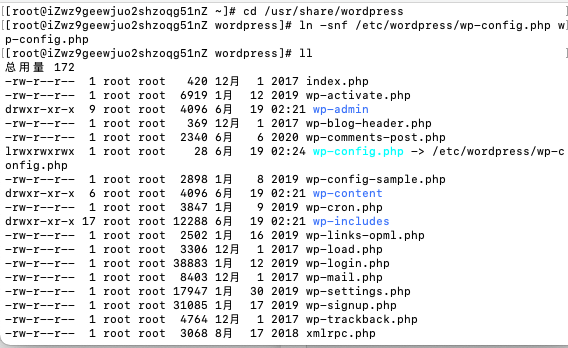 [[root@iZwz9geewjuo2shzoqg51nZ ~]# cd /usr/share/wordpress ]
[[root@iZwz9geewjuo2shzoqg51nZ wordpress]# ln -snf /etc/wordpress/wp-config.php w]
p-config.php
[[root@iZwz9geewjuo2shzoqg51nZ wordpress]# ll ]
总用量 172
-rw-r--r-- 1 root root 420 12月 1 2017 index.php
-rw-r--r-- 1 root root 6919 1月 12 2019 wp-activate.php
drwxr-xr-x 9 root root 4096 6月 19 02:21 wp-admin
-rw-r--r-- 1 root root 369 12月 1 2017 wp-blog-header.php
-rw-r--r-- 1 root root 2340 6月 6 2020 wp-comments-post.php
lrwxrwxrwx 1 root root 28 6月 19 02:24 wp-config.php -> /etc/wordpress/wp-c
onfig.php
-rw-r--r-- 1 root root 2898 1月 8 2019 wp-config-sample.php
drwxr-xr-x 6 root root 4096 6月 19 02:21 wp-content
-rw-r--r-- 1 root root 3847 1月 9 2019 wp-cron.php
drwxr-xr-x 17 root root 12288 6月 19 02:21 wp-includes
-rw-r--r-- 1 root root 2502 1月 16 2019 wp-links-opml.php
-rw-r--r-- 1 root root 3306 12月 1 2017 wp-load.php
-rw-r--r-- 1 root root 38883 1月 12 2019 wp-login.php
-rw-r--r-- 1 root root 8403 12月 1 2017 wp-mail.php
-rw-r--r-- 1 root root 17947 1月 30 2019 wp-settings.php
-rw-r--r-- 1 root root 31085 1月 17 2019 wp-signup.php
-rw-r--r-- 1 root root 4764 12月 1 2017 wp-trackback.php
-rw-r--r-- 1 root root 3068 8月 17 2018 xmlrpc.php